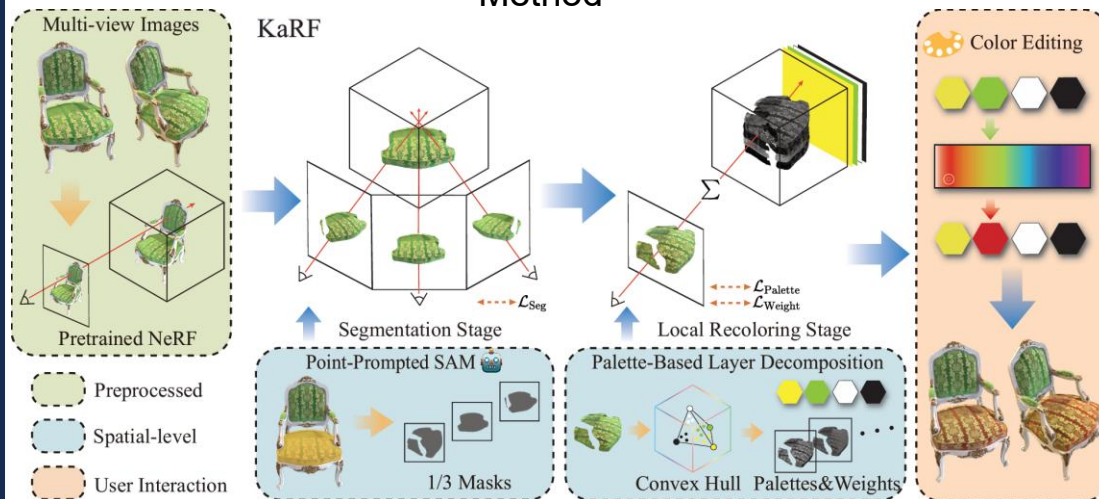 Method
Multi-view Images
Pretrained NeRF
Preprocessed
Spatial-level
User Interaction
KaRF
ℒSeg
Segmentation Stage
Point-Prompted SAM
1/3 Masks
Σ
ℒPalette
ℒWeight
Local Recoloring Stage
Palette-Based Layer Decomposition
Convex Hull
Palettes&Weights
Color Editing